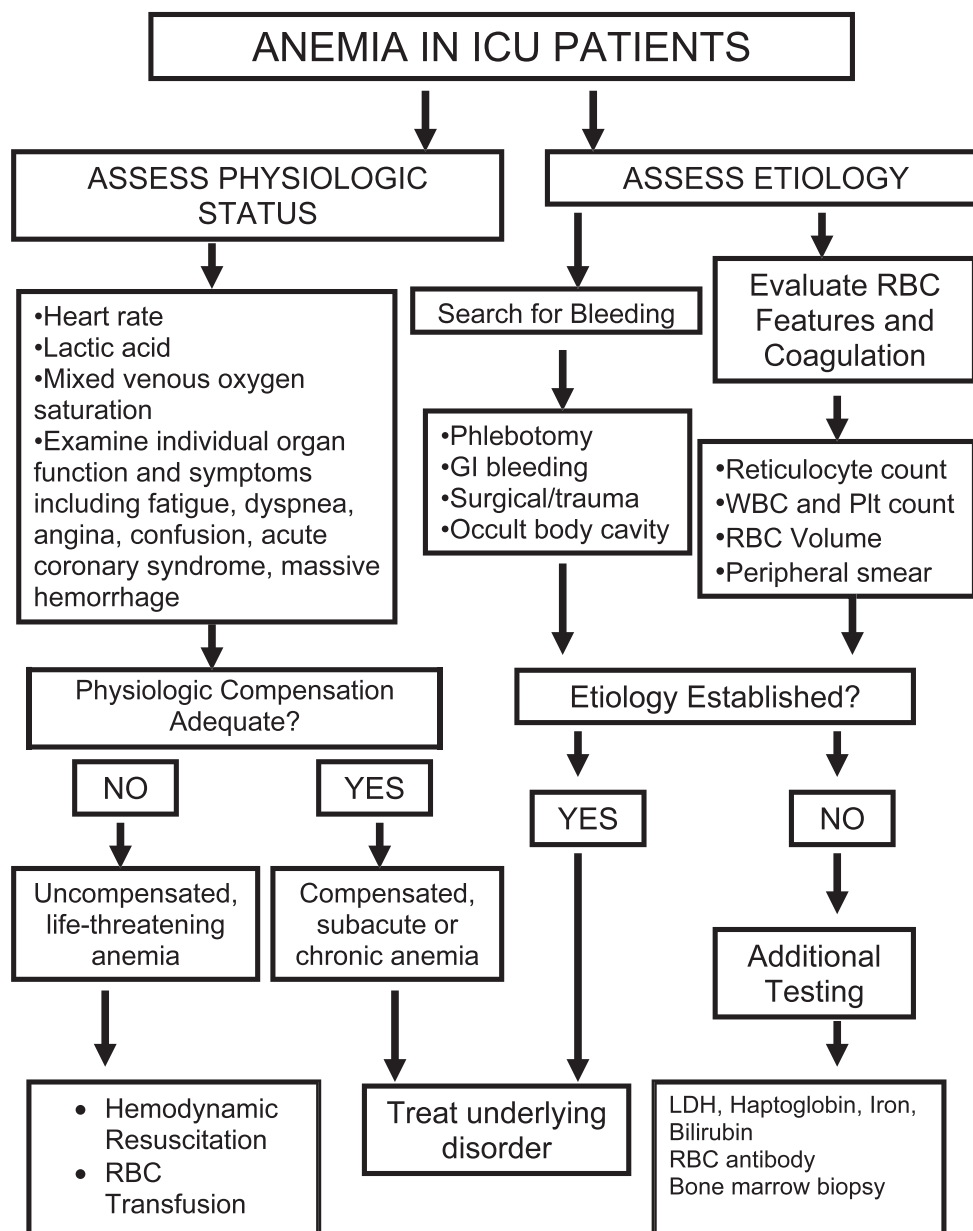 ANEMIA IN ICU PATIENTS
ASSESS PHYSIOLOGIC
STATUS
ASSESS ETIOLOGY
•Heart rate
•Lactic acid
•Mixed venous oxygen
saturation
•Examine individual organ
function and symptoms
including fatigue, dyspnea,
angina, confusion, acute
coronary syndrome, massive
hemorrhage
Search for Bleeding
Evaluate RBC
Features and
Coagulation
•Phlebotomy
•GI bleeding
•Surgical/trauma
•Occult body cavity
•Reticulocyte count
•WBC and Plt count
•RBC Volume
•Peripheral smear
Physiologic Compensation
Adequate?
Etiology Established?
NO
YES
YES
NO
Uncompensated,
life-threatening
anemia
Compensated,
subacute or
chronic anemia
Additional
Testing
• Hemodynamic
Resuscitation
• RBC
Transfusion
Treat underlying
disorder
LDH, Haptoglobin, Iron,
Bilirubin
RBC antibody
Bone marrow biopsy